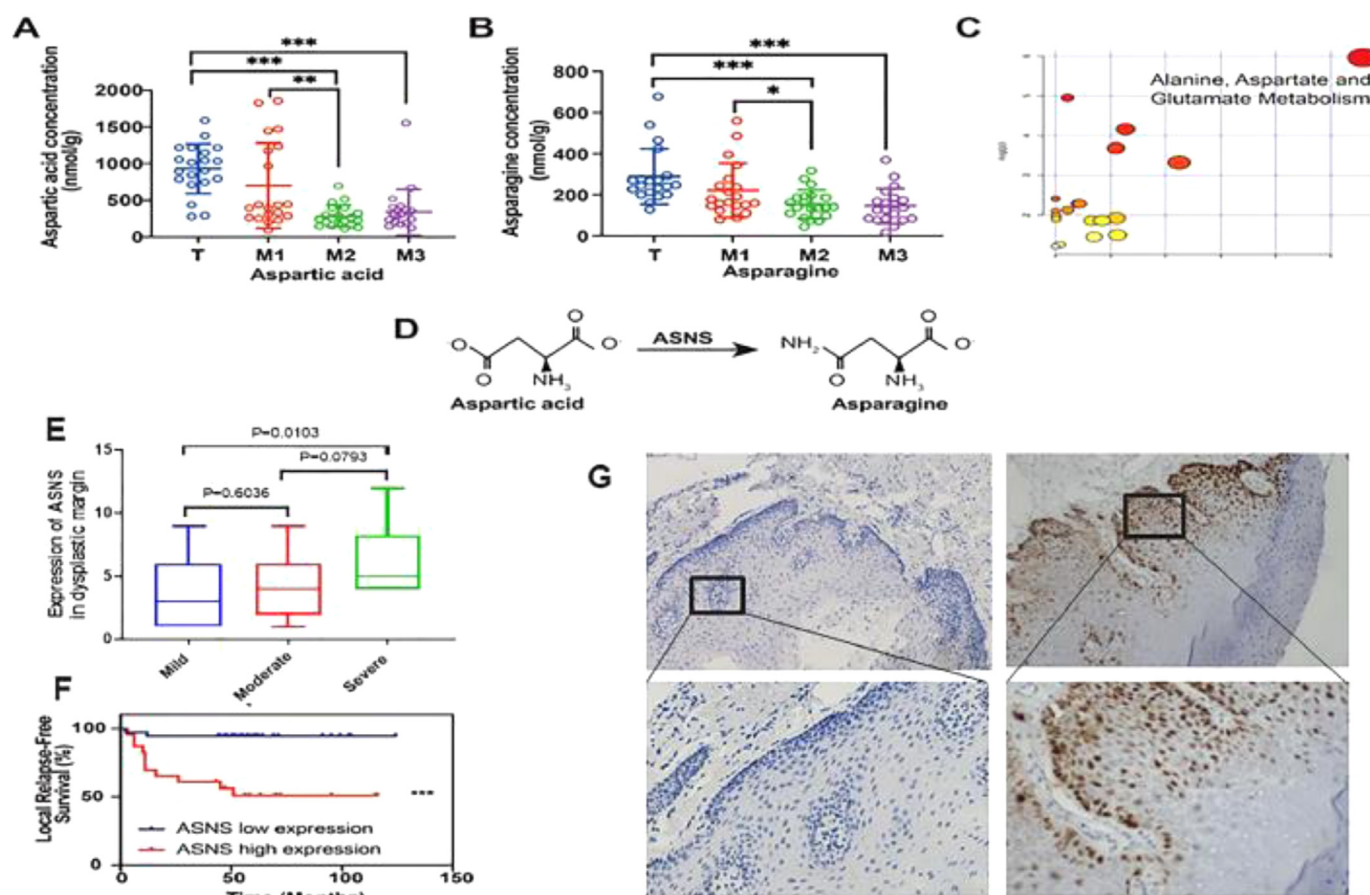 A
Aspartic acid concentration
(nmol/g)
***
***
**
2000
1500
1000
500
0
T M1 M2 M3
Aspartic acid
B
Asparagine concentration
(nmol/g)
***
***
*
800
600
400
200
0
T M1 M2 M3
Asparagine
C
Alanine, Aspartate and
Glutamate Metabolism
D
O-
O
O
O-
NH3
Aspartic acid
ASNS
NH2
O
O
O-
NH3
Asparagine
E
Expression of ASNS
in dysplastic margin
P=0.0103
P=0.0793
P=0.6036
15
10
5
0
Mild
Moderate
Severe
F
Local Relapse-Free
Survival (%)
100
50
0
***
ASNS low expression
ASNS high expression
0 50 100 150
Time (Months)
G